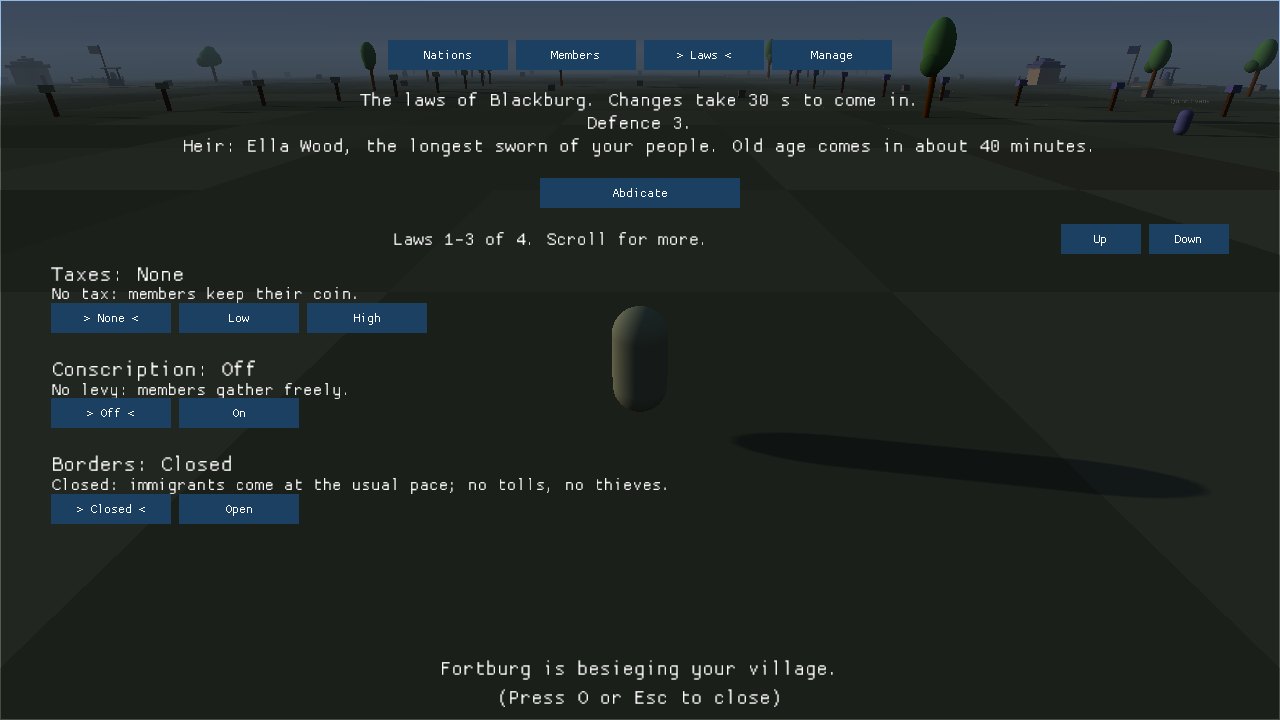 Nations Members > Laws < Manage
The laws of Blackburg. Changes take 30 s to come in.
Defence 3.
Heir: Ella Wood, the longest sworn of your people. Old age comes in about 40 minutes.
Abdicate
Laws 1-3 of 4. Scroll for more. Up Down
Taxes: None
No tax: members keep their coin.
> None < Low High
Conscription: Off
No levy: members gather freely.
> Off < On
Borders: Closed
Closed: immigrants come at the usual pace; no tolls, no thieves.
> Closed < Open
Fortburg is besieging your village.
(Press O or Esc to close)